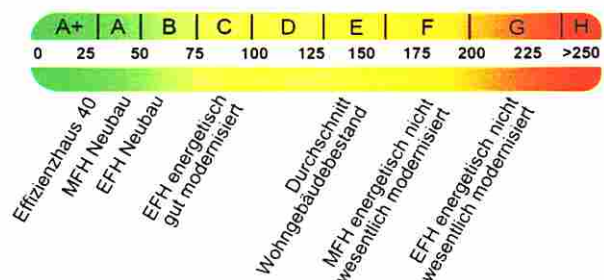 A+ A B C D E F G H
0 25 50 75 100 125 150 175 200 225 >250
Effizienzhaus 40
MFH Neubau
EFH Neubau
EFH energetisch
gut modernisiert
Durchschnitt
Wohngebäudebestand
MFH energetisch nicht
wesentlich modernisiert
EFH energetisch nicht
wesentlich modernisiert